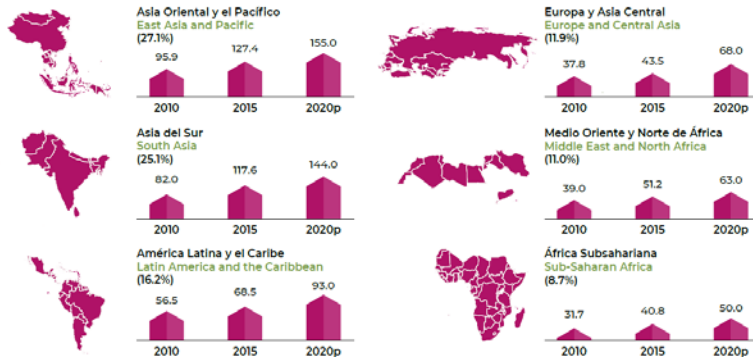 Asia Oriental y el Pacífico
East Asia and Pacific
(27.1%)
95.9 127.4 155.0
2010 2015 2020p
Europa y Asia Central
Europe and Central Asia
(11.9%)
37.8 43.5 68.0
2010 2015 2020p
Asia del Sur
South Asia
(25.1%)
82.0 117.6 144.0
2010 2015 2020p
Medio Oriente y Norte de África
Middle East and North Africa
(11.0%)
39.0 51.2 63.0
2010 2015 2020p
América Latina y el Caribe
Latin America and the Caribbean
(16.2%)
56.5 68.5 93.0
2010 2015 2020p
África Subsahariana
Sub-Saharan Africa
(8.7%)
31.7 40.8 50.0
2010 2015 2020p